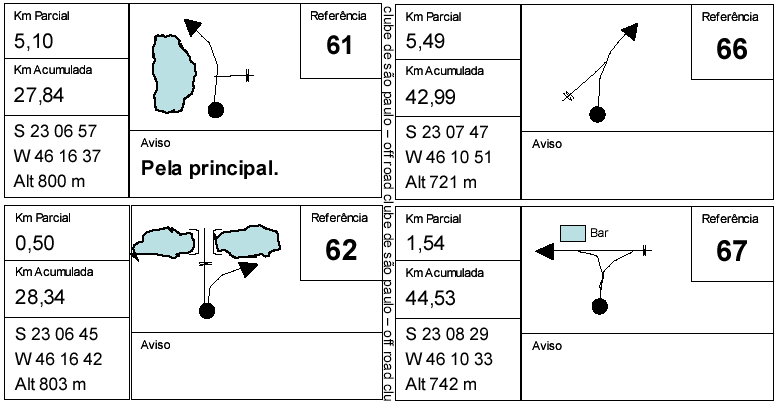 Km Parcial
5,10
Km Acumulada
27,84
S 23 06 57
W 46 16 37
Alt 800 m
Referência
61
Aviso
Pela principal.
Km Parcial
0,50
Km Acumulada
28,34
S 23 06 45
W 46 16 42
Alt 803 m
Referência
62
Aviso
clube de são paulo – off road clube de são paulo – off road clu
Km Parcial
5,49
Km Acumulada
42,99
S 23 07 47
W 46 10 51
Alt 721 m
Referência
66
Aviso
Km Parcial
1,54
Km Acumulada
44,53
S 23 08 29
W 46 10 33
Alt 742 m
Bar
Referência
67
Aviso